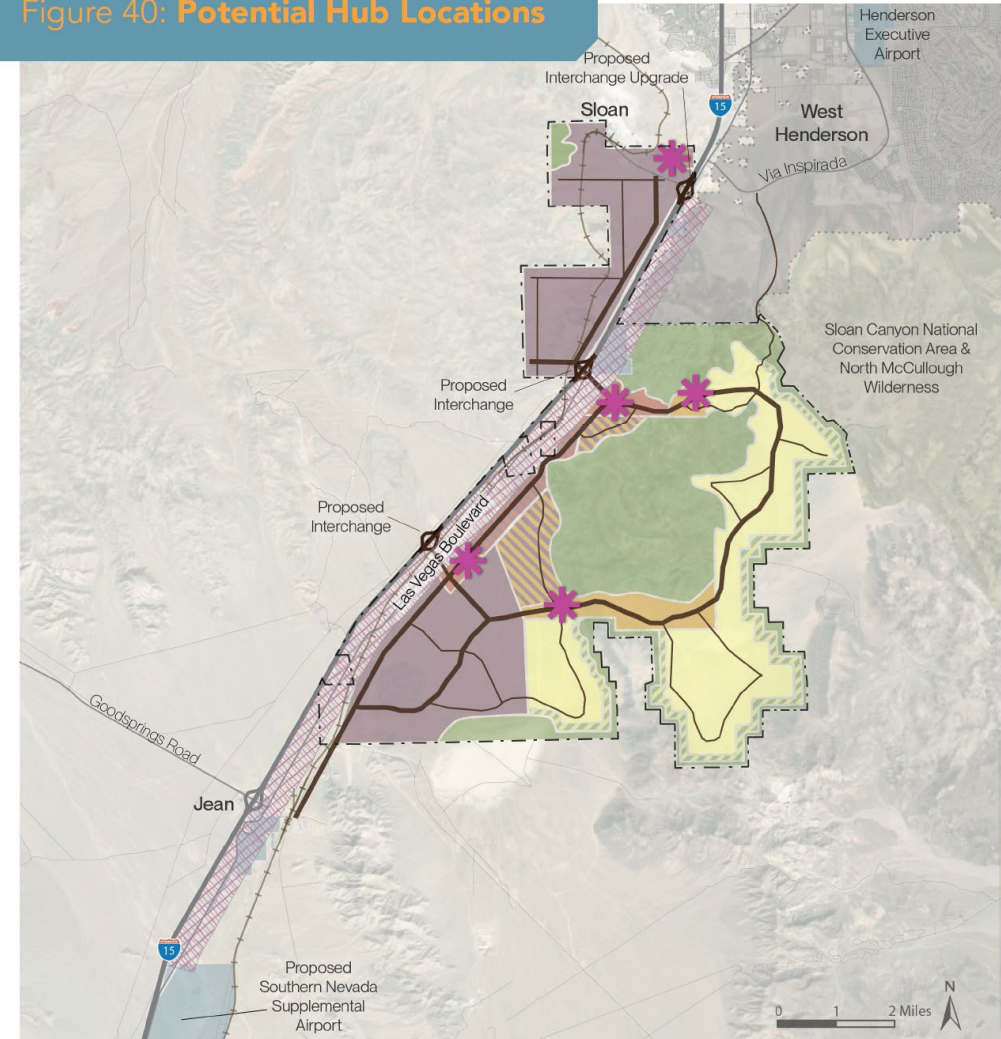 Figure 40: Potential Hub Locations
Henderson
Executive
Airport
Proposed
Interchange Upgrade
Sloan
15
West
Henderson
Via Inspirada
Sloan Canyon National
Conservation Area &
North McCullough
Wilderness
Proposed
Interchange
Proposed
Interchange
Las Vegas Boulevard
Goodsprings Road
Jean
15
Proposed
Southern Nevada
Supplemental
Airport
N
0 1 2 Miles